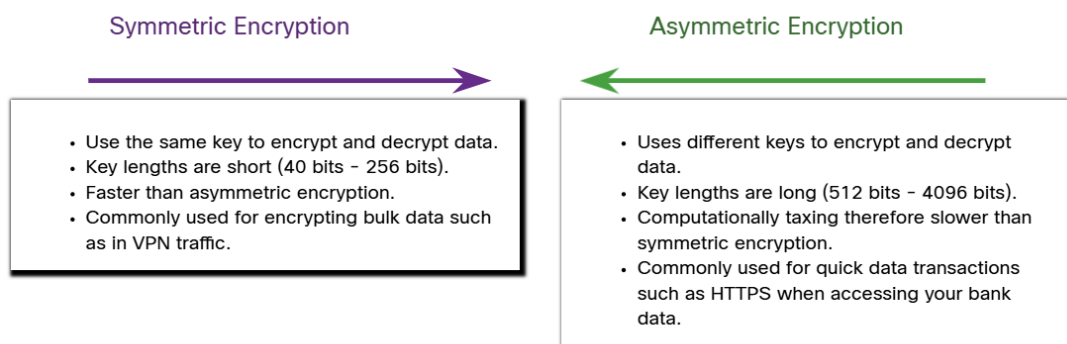 Symmetric Encryption
• Use the same key to encrypt and decrypt data.
• Key lengths are short (40 bits – 256 bits).
• Faster than asymmetric encryption.
• Commonly used for encrypting bulk data such
as in VPN traffic.
Asymmetric Encryption
• Uses different keys to encrypt and decrypt
data.
• Key lengths are long (512 bits – 4096 bits).
• Computationally taxing therefore slower than
symmetric encryption.
• Commonly used for quick data transactions
such as HTTPS when accessing your bank
data.